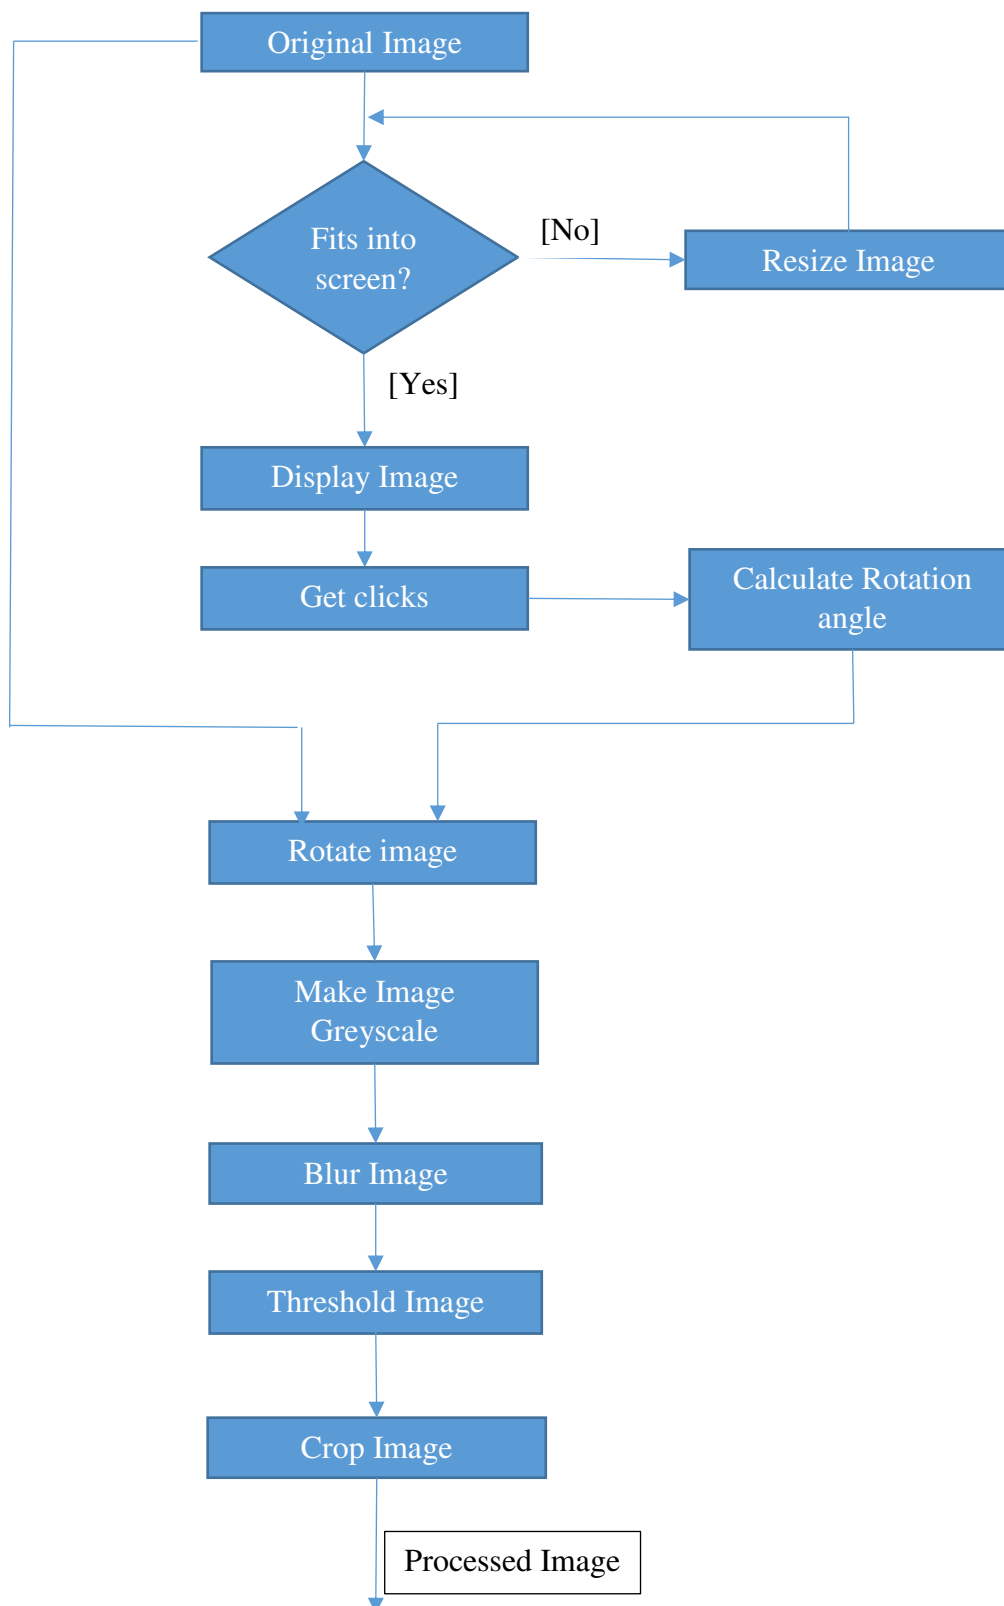 Original Image
Fits into
screen?
[No]
Resize Image
[Yes]
Display Image
Get clicks
Calculate Rotation
angle
Rotate image
Make Image
Greyscale
Blur Image
Threshold Image
Crop Image
Processed Image